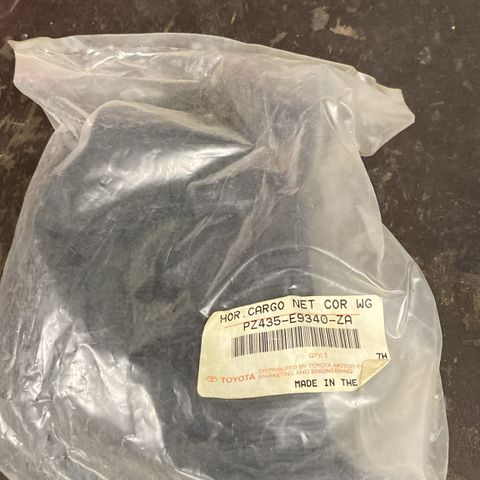 HOR.CARGO NET COR WG
PZ435-E9340-ZA
QTY:1
7H
TOYOTA
DISTRIBUTED BY TOYOTA MOTOR
MARKETING AND ENGINEERING
MADE IN THE